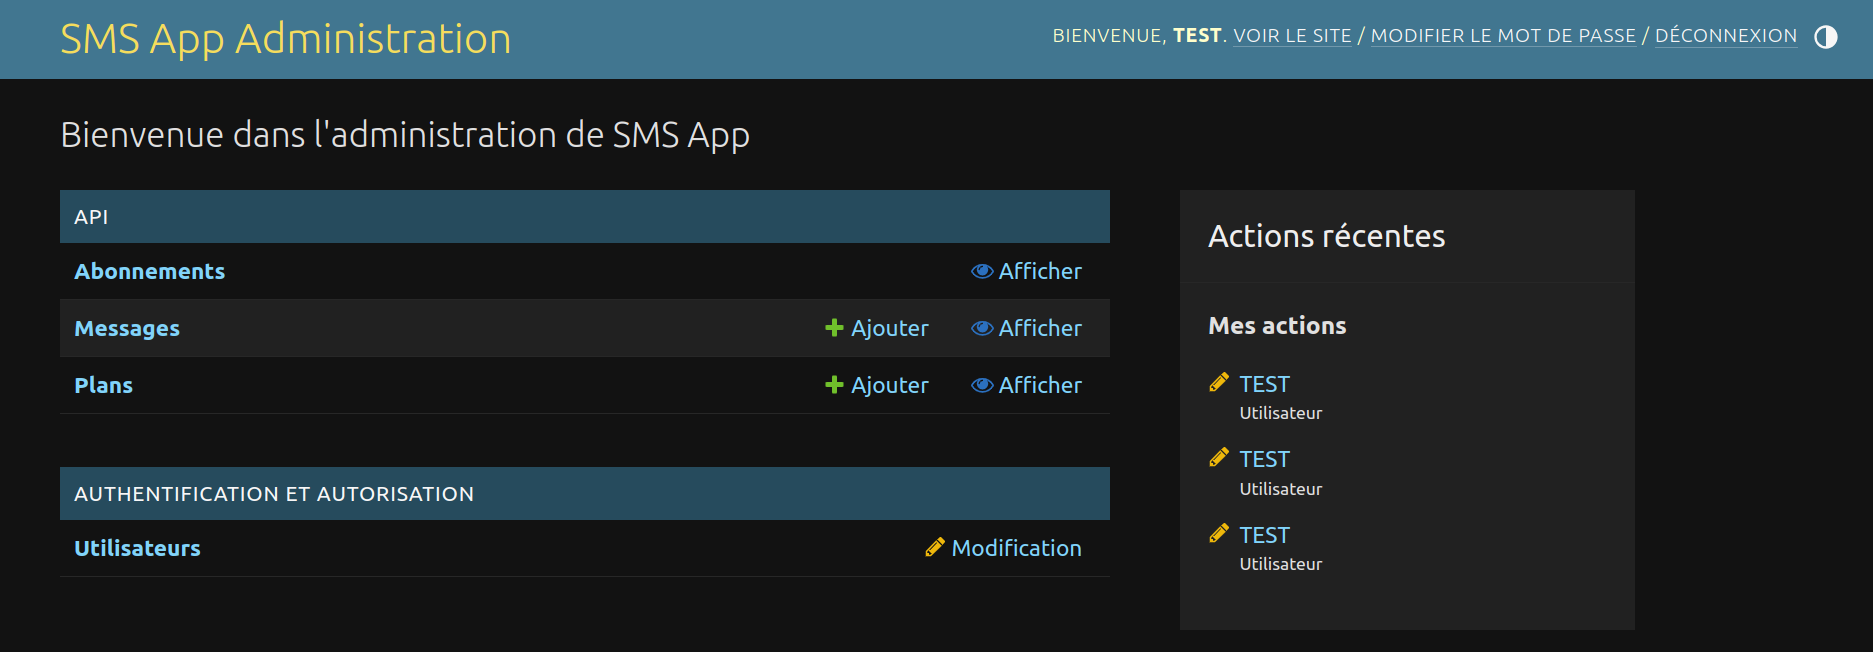 SMS App Administration
BIENVENUE, TEST. VOIR LE SITE / MODIFIER LE MOT DE PASSE / DÉCONNEXION
Bienvenue dans l'administration de SMS App
API
Abonnements Afficher
Messages Ajouter Afficher
Plans Ajouter Afficher
AUTHENTIFICATION ET AUTORISATION
Utilisateurs Modification
Actions récentes
Mes actions
TEST
Utilisateur
TEST
Utilisateur
TEST
Utilisateur